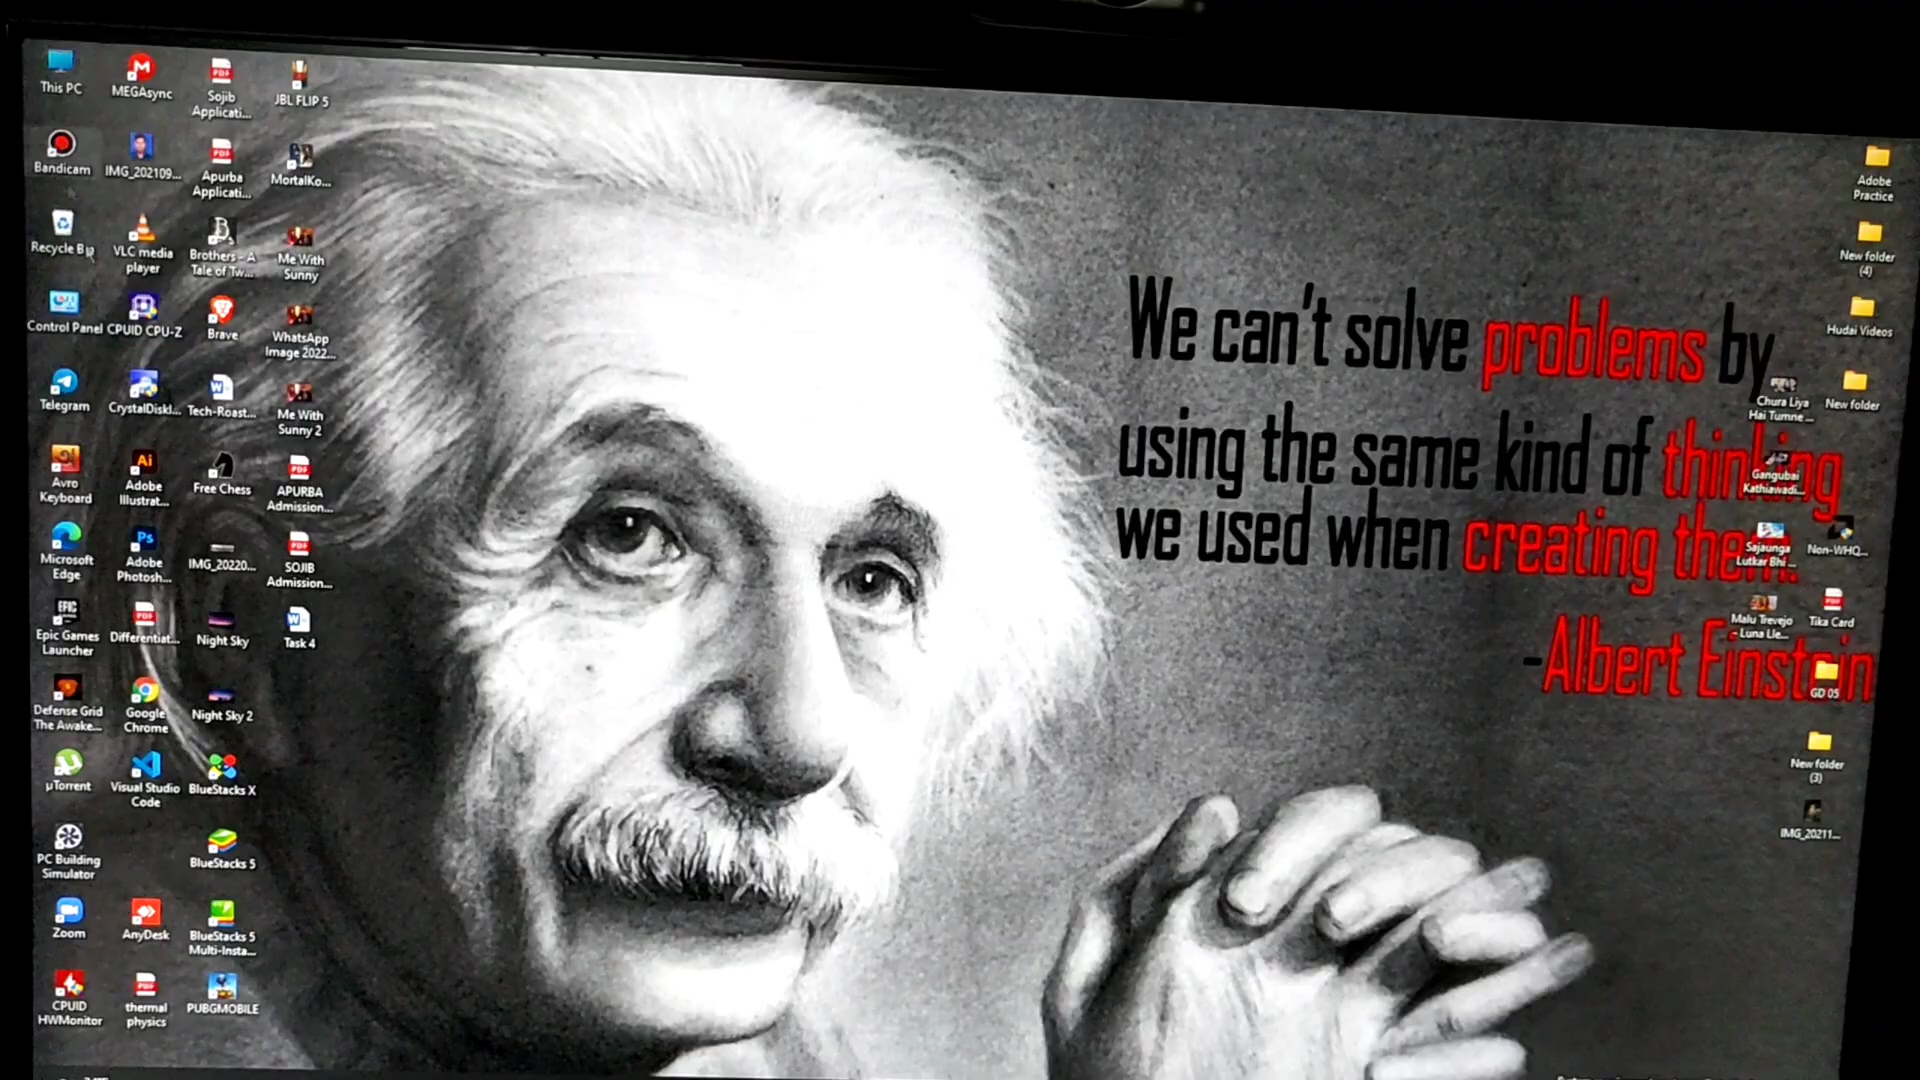 This PC
MEGAsync
Sojib
Applicati...
JBL FLIP 5
Bandicam
IMG_202109...
Apurba
Applicati...
MortalKo...
Recycle Bin
VLC media
player
Brothers - A
Tale of Tw...
Me With
Sunny
Control Panel
CPUID CPU-Z
Brave
WhatsApp
Image 2022...
Telegram
CrystalDiskI...
Tech-Roast...
Me With
Sunny 2
Avro
Keyboard
Ai
Adobe
Illustrat...
Free Chess
APURBA
Admission...
Microsoft
Edge
Ps
Adobe
Photosh...
IMG_20220...
SOJIB
Admission...
EPIC
Epic Games
Launcher
Differentiat...
Night Sky
Task 4
Defense Grid
The Awake...
Google
Chrome
Night Sky 2
µTorrent
Visual Studio
Code
BlueStacks X
PC Building
Simulator
BlueStacks 5
Zoom
AnyDesk
BlueStacks 5
Multi-Insta...
CPUID
HWMonitor
thermal
physics
PUBGMOBILE
We can't solve problems by
using the same kind of thinking
we used when creating them.
-Albert Einstein
Adobe
Practice
New folder
(4)
Hudai Videos
Chura Liya
Hai Tumne ...
New folder
Gangubai
Kathiawadi...
Sajaunga
Lutkar Bhi ...
Non-WHQ...
Malu Trevejo
- Luna Lle...
Tika Card
GD 05
New folder
(3)
IMG_20211...